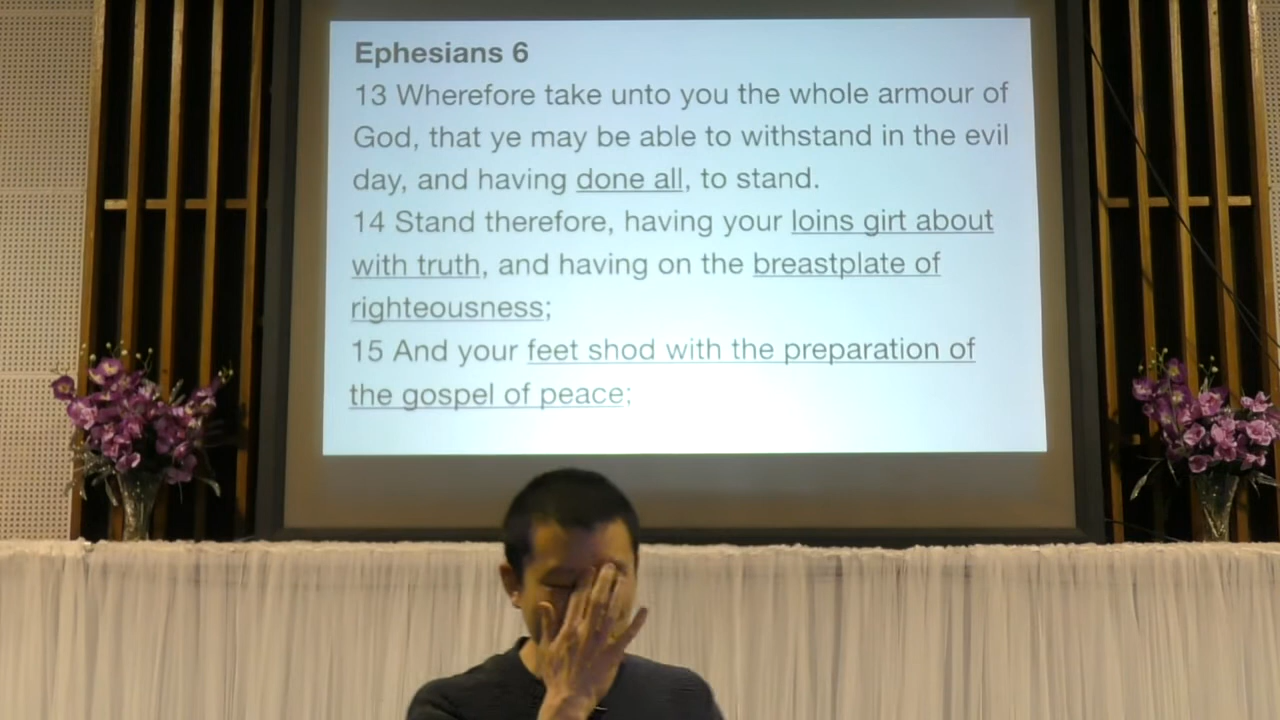 Ephesians 6
13 Wherefore take unto you the whole armour of
God, that ye may be able to withstand in the evil
day, and having done all, to stand.
14 Stand therefore, having your loins girt about
with truth, and having on the breastplate of
righteousness;
15 And your feet shod with the preparation of
the gospel of peace;